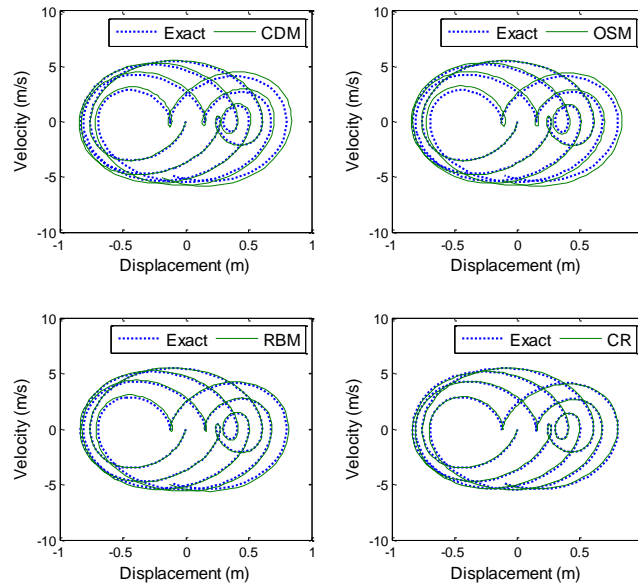 Exact CDM
10
5
0
-5
-10
-1 -0.5 0 0.5 1
Velocity (m/s)
Displacement (m)
Exact OSM
10
5
0
-5
-10
-1 -0.5 0 0.5
Velocity (m/s)
Displacement (m)
Exact RBM
10
5
0
-5
-10
-1 -0.5 0 0.5 1
Velocity (m/s)
Displacement (m)
Exact CR
10
5
0
-5
-10
-1 -0.5 0 0.5
Velocity (m/s)
Displacement (m)